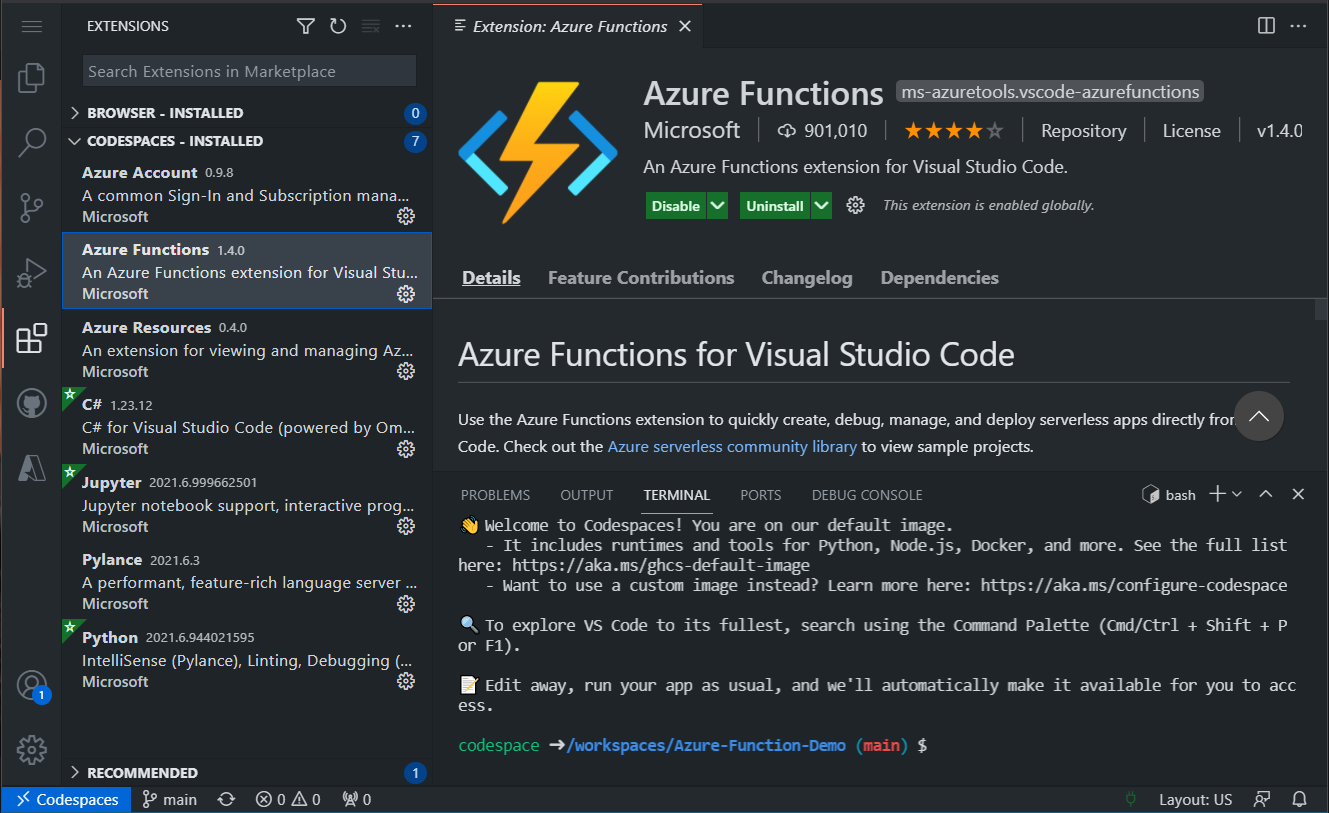 EXTENSIONS
Search Extensions in Marketplace
BROWSER - INSTALLED 0
CODESPACES - INSTALLED 7
Azure Account 0.9.8
A common Sign-In and Subscription mana...
Microsoft
Azure Functions 1.4.0
An Azure Functions extension for Visual Stu...
Microsoft
Azure Resources 0.4.0
An extension for viewing and managing Az...
Microsoft
C# 1.23.12
C# for Visual Studio Code (powered by Om...
Microsoft
Jupyter 2021.6.999662501
Jupyter notebook support, interactive prog...
Microsoft
Pylance 2021.6.3
A performant, feature-rich language server ...
Microsoft
Python 2021.6.944021595
IntelliSense (Pylance), Linting, Debugging (...
Microsoft
1
RECOMMENDED 1
Extension: Azure Functions
Azure Functions ms-azuretools.vscode-azurefunctions
Microsoft 901,010 Repository License v1.4.0
An Azure Functions extension for Visual Studio Code.
Disable Uninstall This extension is enabled globally.
Details Feature Contributions Changelog Dependencies
Azure Functions for Visual Studio Code
Use the Azure Functions extension to quickly create, debug, manage, and deploy serverless apps directly from
Code. Check out the Azure serverless community library to view sample projects.
PROBLEMS OUTPUT TERMINAL PORTS DEBUG CONSOLE bash
👋 Welcome to Codespaces! You are on our default image.
- It includes runtimes and tools for Python, Node.js, Docker, and more. See the full list
here: https://aka.ms/ghcs-default-image
- Want to use a custom image instead? Learn more here: https://aka.ms/configure-codespace
🔍 To explore VS Code to its fullest, search using the Command Palette (Cmd/Ctrl + Shift + P
or F1).
📝 Edit away, run your app as usual, and we'll automatically make it available for you to acc
ess.
codespace ➜/workspaces/Azure-Function-Demo (main) $
Codespaces main 0 0 0 Layout: US